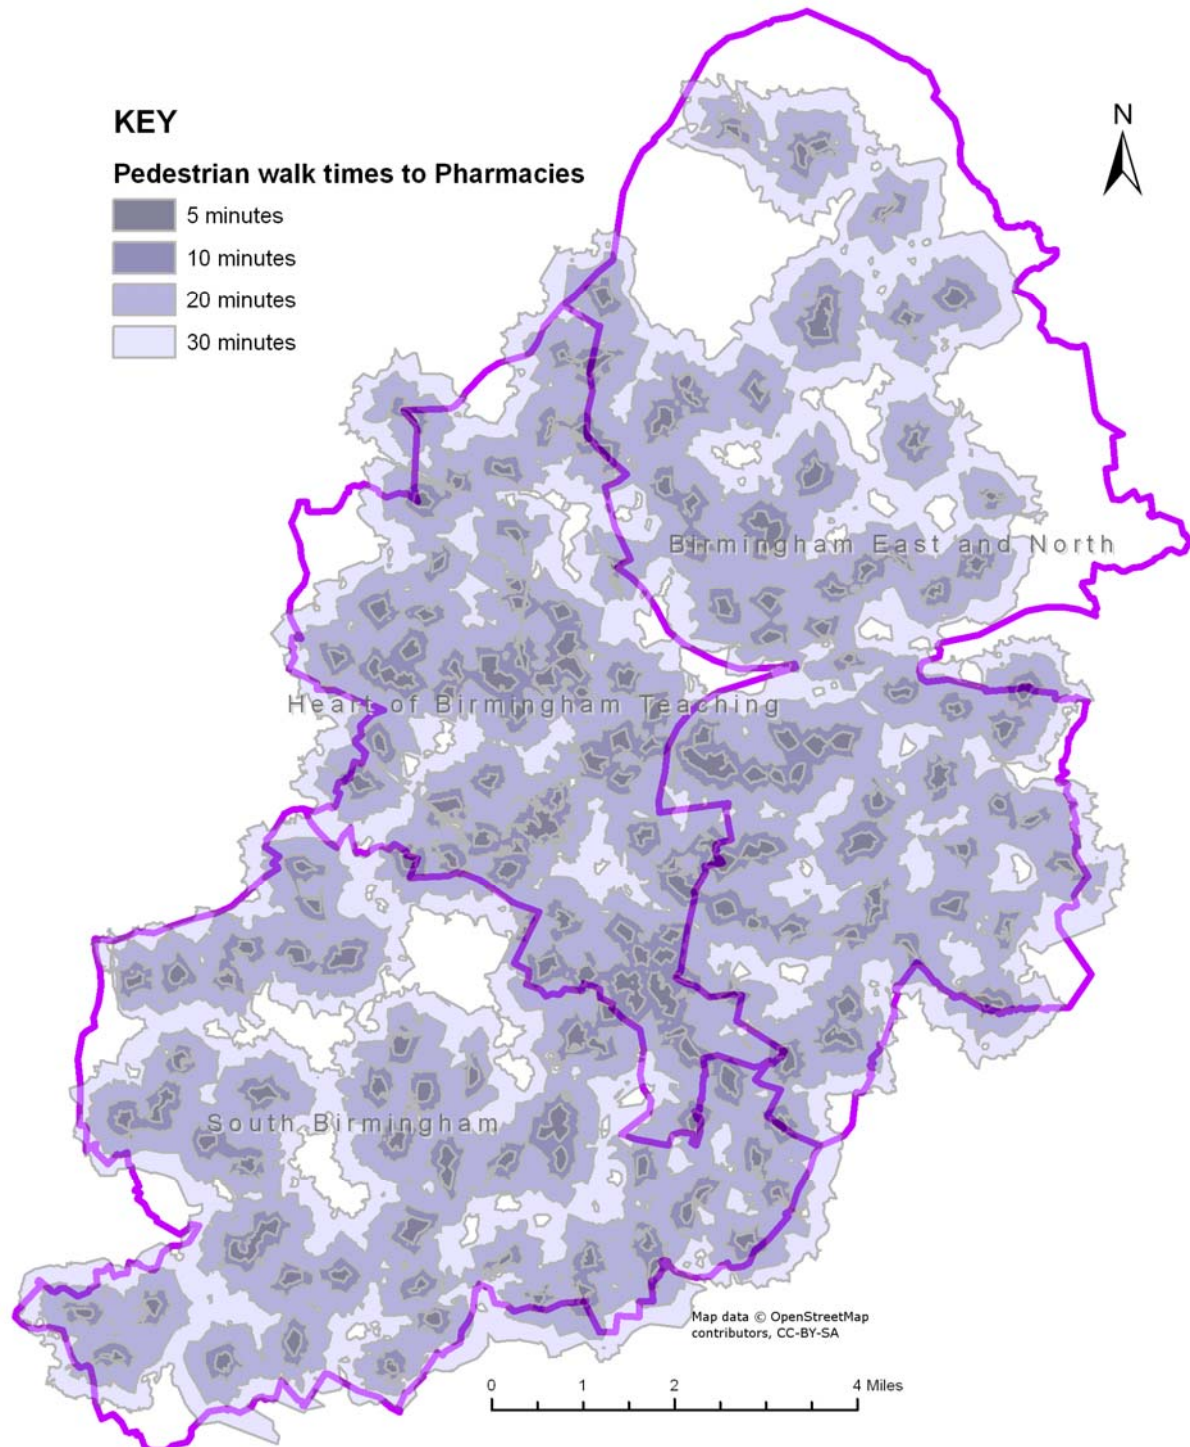 KEY
N
Pedestrian walk times to Pharmacies
5 minutes
10 minutes
20 minutes
30 minutes
Birmingham East and North
Heart of Birmingham Teaching
South Birmingham
Map data © OpenStreetMap
contributors, CC-BY-SA
0 1 2 4 Miles